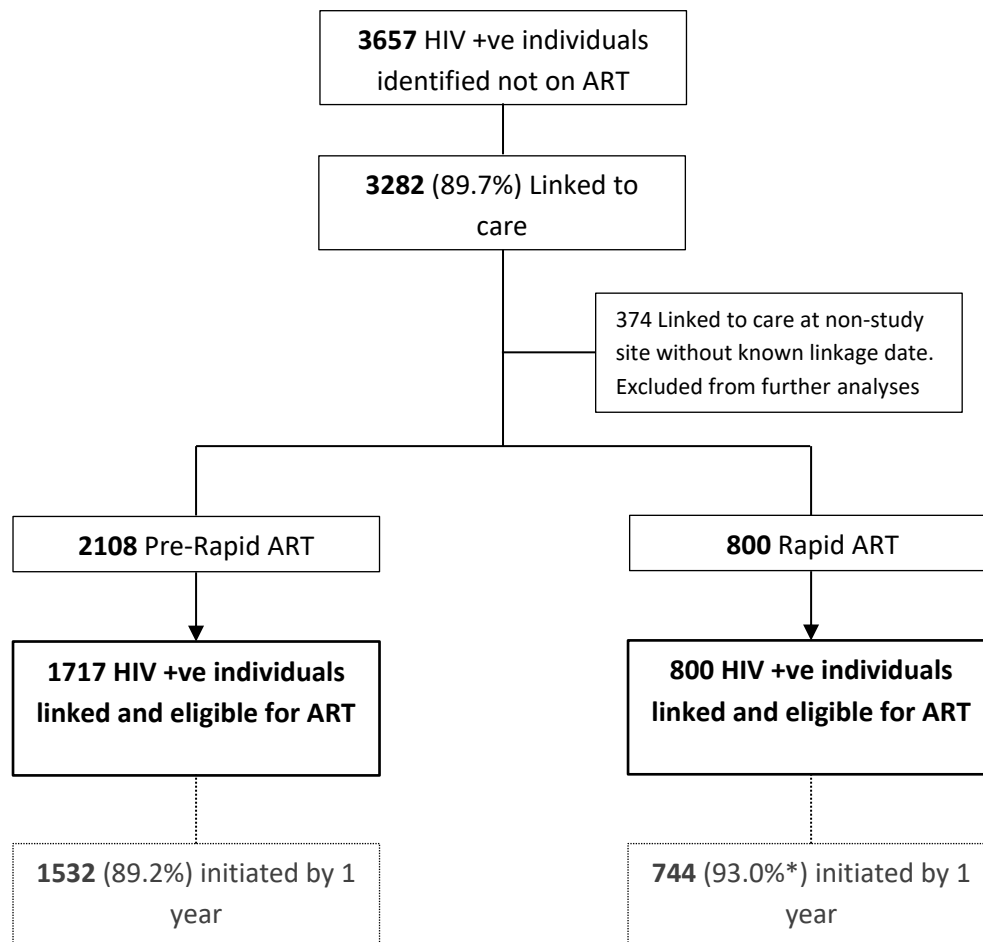 3657 HIV +ve individuals
identified not on ART
3282 (89.7%) Linked to
care
374 Linked to care at non-study
site without known linkage date.
Excluded from further analyses
2108 Pre-Rapid ART
800 Rapid ART
1717 HIV +ve individuals
linked and eligible for ART
800 HIV +ve individuals
linked and eligible for ART
1532 (89.2%) initiated by 1
year
744 (93.0%*) initiated by 1
year